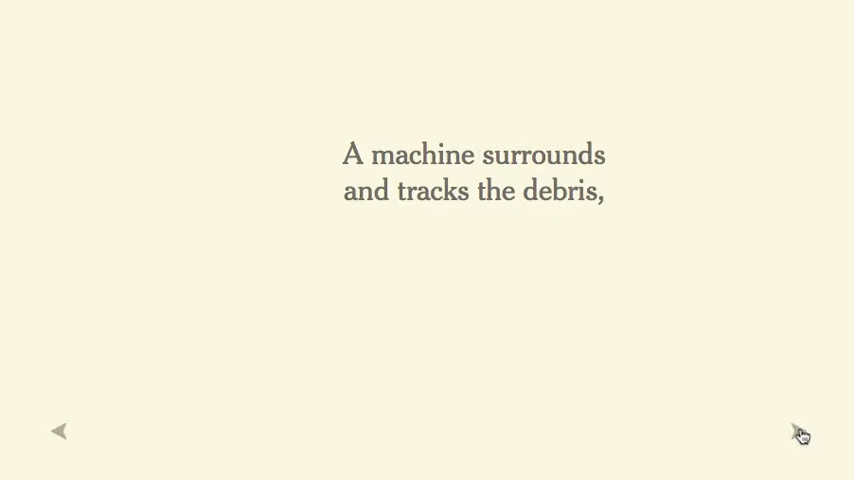 A machine surrounds
and tracks the debris,